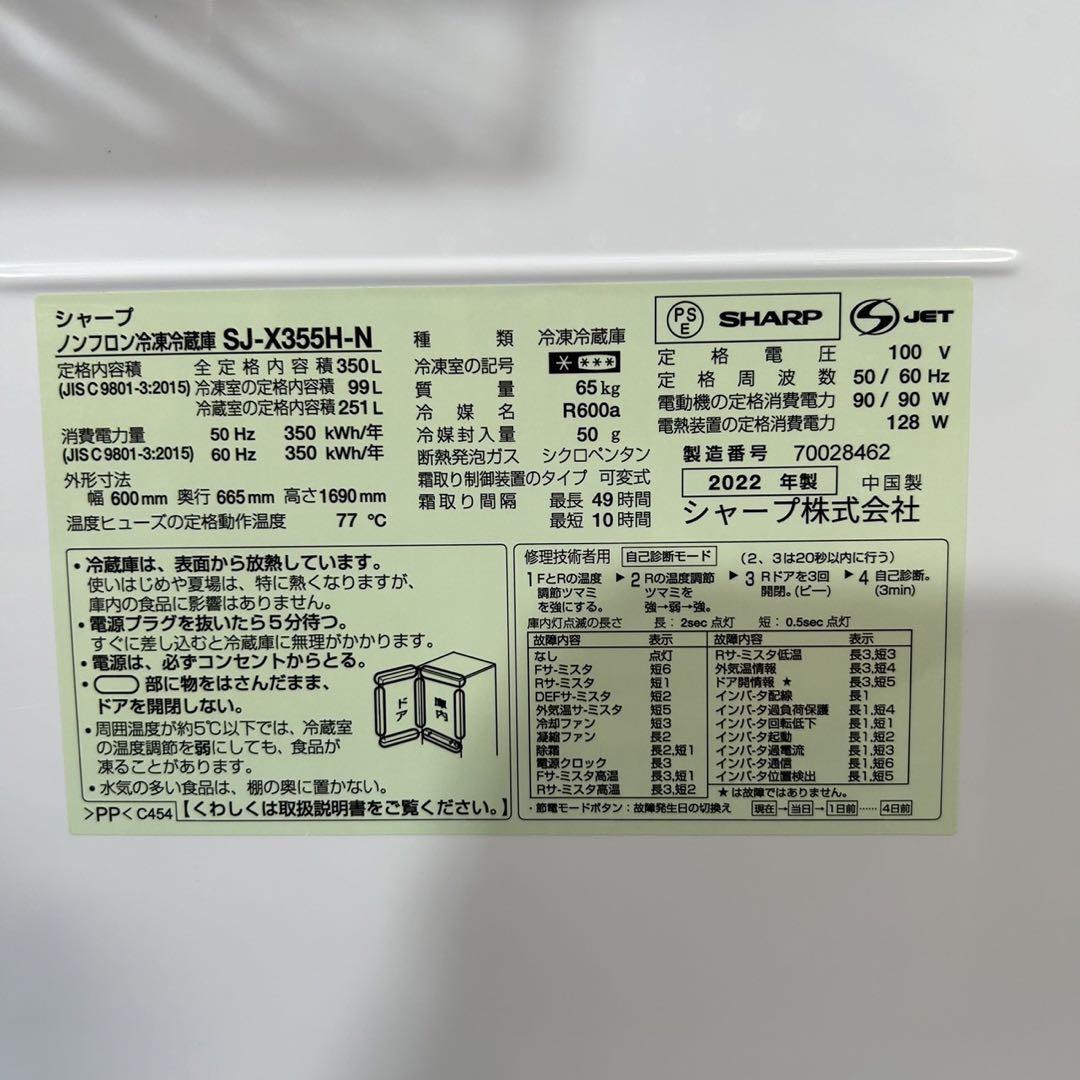 シャープ
ノンフロン冷凍冷蔵庫 SJ-X355H-N
定格内容積 全定格内容積 350L
(JIS C 9801-3:2015) 冷凍室の定格内容積 99L
冷蔵室の定格内容積 251L
消費電力量 50 Hz 350 kWh/年
(JIS C 9801-3:2015) 60 Hz 350 kWh/年
外形寸法
幅 600mm 奥行 665mm 高さ1690mm
温度ヒューズの定格動作温度 77 ℃
種類 冷凍冷蔵庫
冷凍室の記号 * ***
質量 65kg
冷媒名 R600a
冷媒封入量 50 g
断熱発泡ガス シクロペンタン
霜取り制御装置のタイプ 可変式
霜取り間隔 最長 49時間
最短 10時間
PSE SHARP S JET
定格電圧 100 V
定格周波数 50/60 Hz
電動機の定格消費電力 90/90 W
電熱装置の定格消費電力 128 W
製造番号 70028462
2022 年製 中国製
シャープ株式会社
・冷蔵庫は、表面から放熱しています。
使いはじめや夏場は、特に熱くなりますが、
庫内の食品に影響はありません。
・電源プラグを抜いたら5分待つ。
すぐに差し込むと冷蔵庫に無理がかかります。
・電源は、必ずコンセントからとる。
・ 部に物をはさんだまま、
ドアを開閉しない。
ドア 庫内
・周囲温度が約5℃以下では、冷蔵室
の温度調節を弱にしても、食品が
凍ることがあります。
・水気の多い食品は、棚の奥に置かない。
>PP< C454 【くわしくは取扱説明書をご覧ください。】
修理技術者用 自己診断モード (2、3は20秒以内に行う)
1 FとRの温度 ▶ 2 Rの温度調節 ▶ 3 Rドアを3回 ▶ 4 自己診断。
調節ツマミ ツマミを 開閉。(ピー) (3min)
を強にする。 強→弱→強。
庫内灯点滅の長さ 長：2sec 点灯 短：0.5sec 点灯
故障内容 表示 故障内容 表示
なし 点灯 Rサーミスタ低温 長3,短3
Fサーミスタ 短6 外気温情報 長3,短4
Rサーミスタ 短1 ドア開情報 ★ 長3,短5
DEFサーミスタ 短2 インバータ配線 長1
外気温サーミスタ 短5 インバータ過負荷保護 長1,短4
冷却ファン 短3 インバータ回転低下 長1,短1
凝縮ファン 長2 インバータ起動 長1,短2
除霜 長2,短1 インバータ過電流 長1,短3
電源クロック 長3 インバータ通信 長1,短6
Fサーミスタ高温 長3,短1 インバータ位置検出 長1,短5
Rサーミスタ高温 長3,短2 ★は故障ではありません。
・節電モードボタン：故障発生日の切換え 現在→当日→1日前……4日前